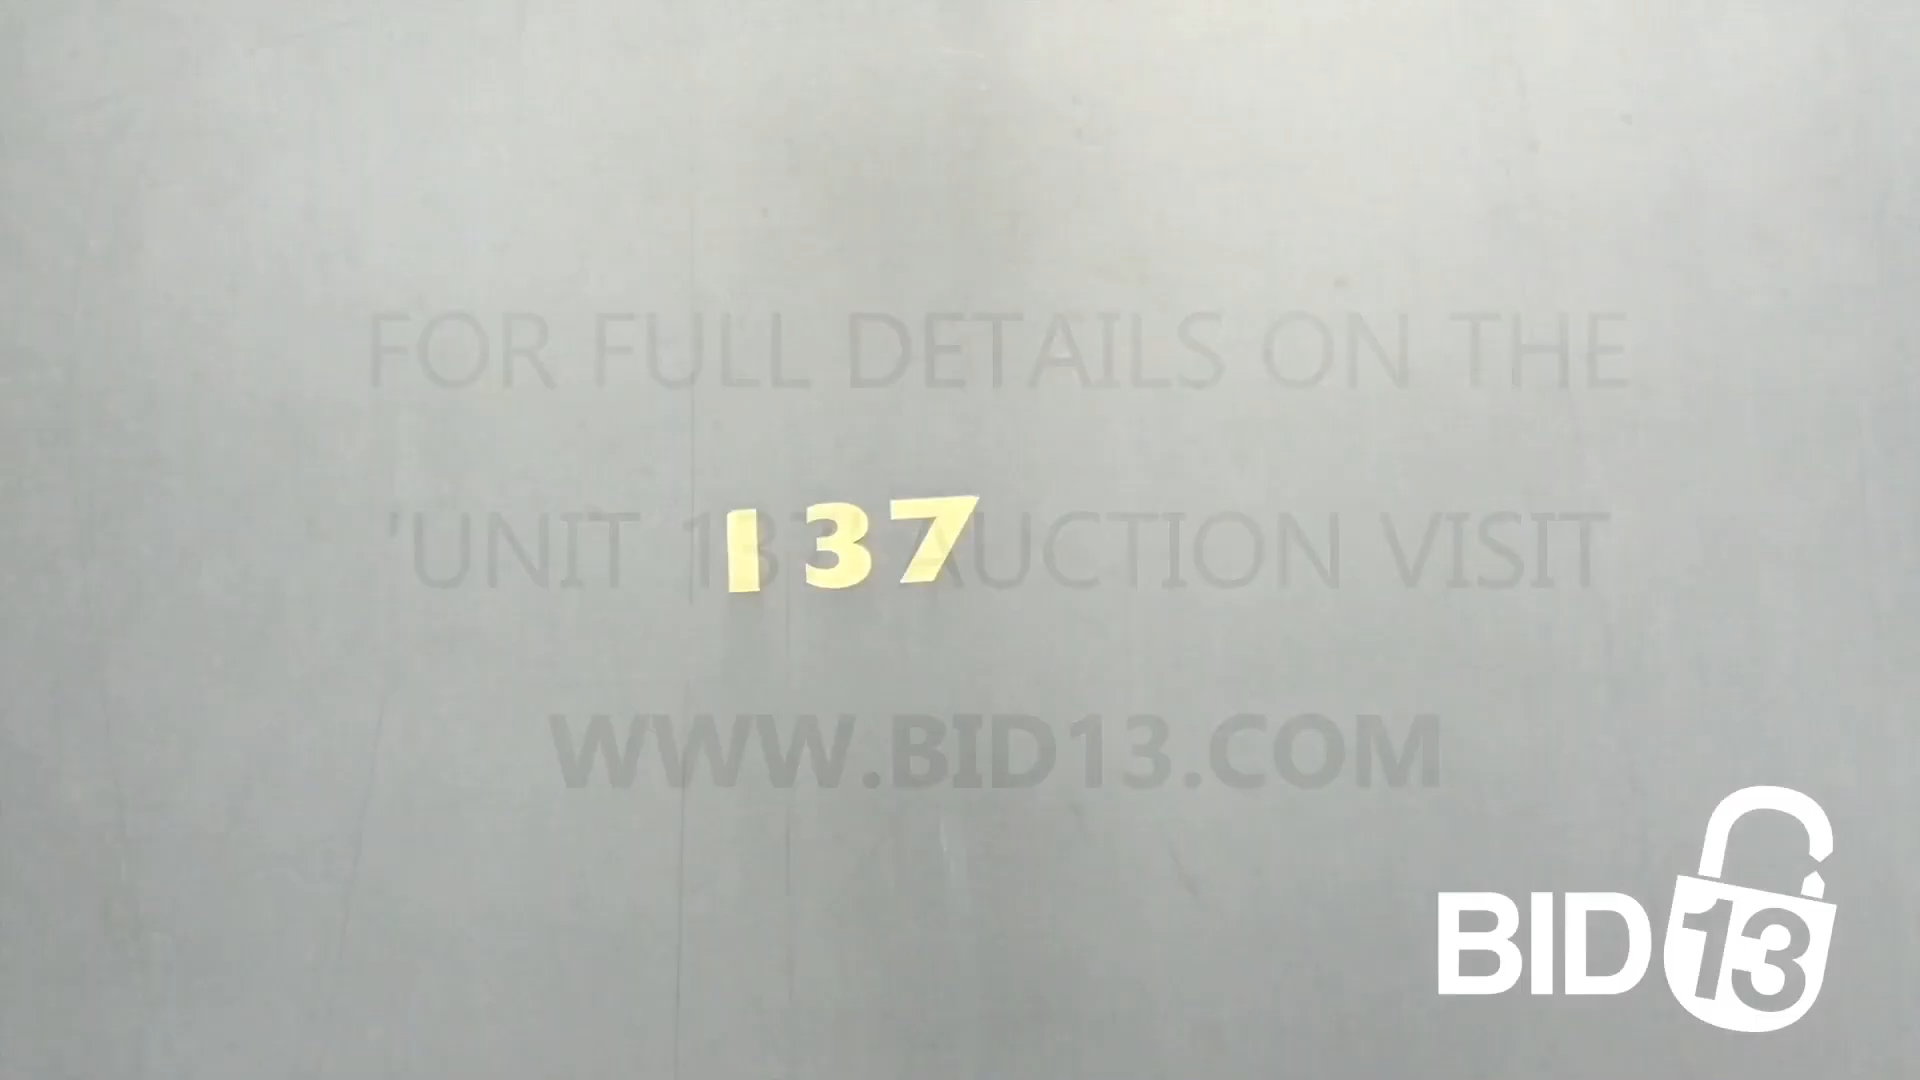 FOR FULL DETAILS ON THE
'UNIT 137' AUCTION VISIT
137
WWW.BID13.COM
BID13